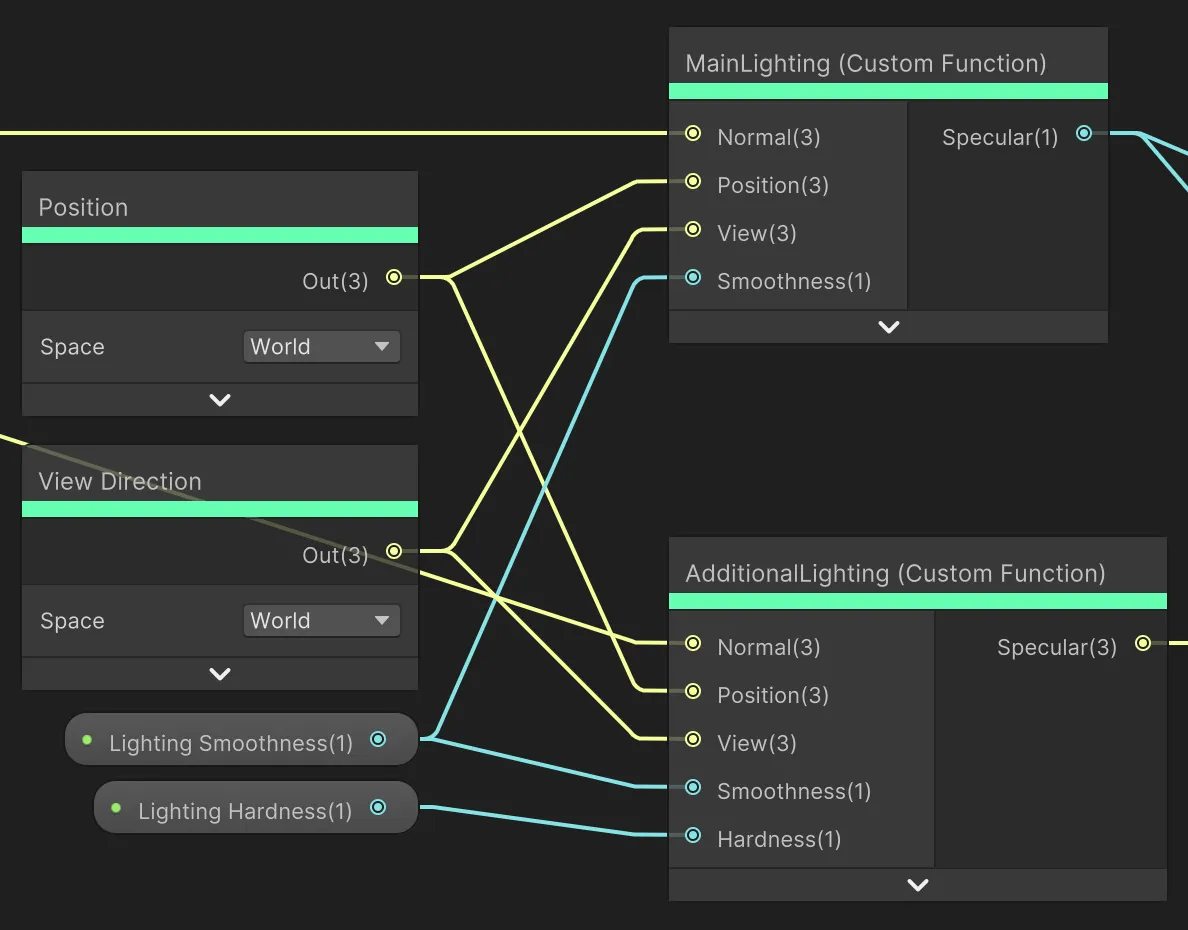 MainLighting (Custom Function)
Normal(3)
Specular(1)
Position(3)
View(3)
Smoothness(1)
Position
Out(3)
Space
World
View Direction
Out(3)
Space
World
Lighting Smoothness(1)
Lighting Hardness(1)
AdditionalLighting (Custom Function)
Normal(3)
Specular(3)
Position(3)
View(3)
Smoothness(1)
Hardness(1)